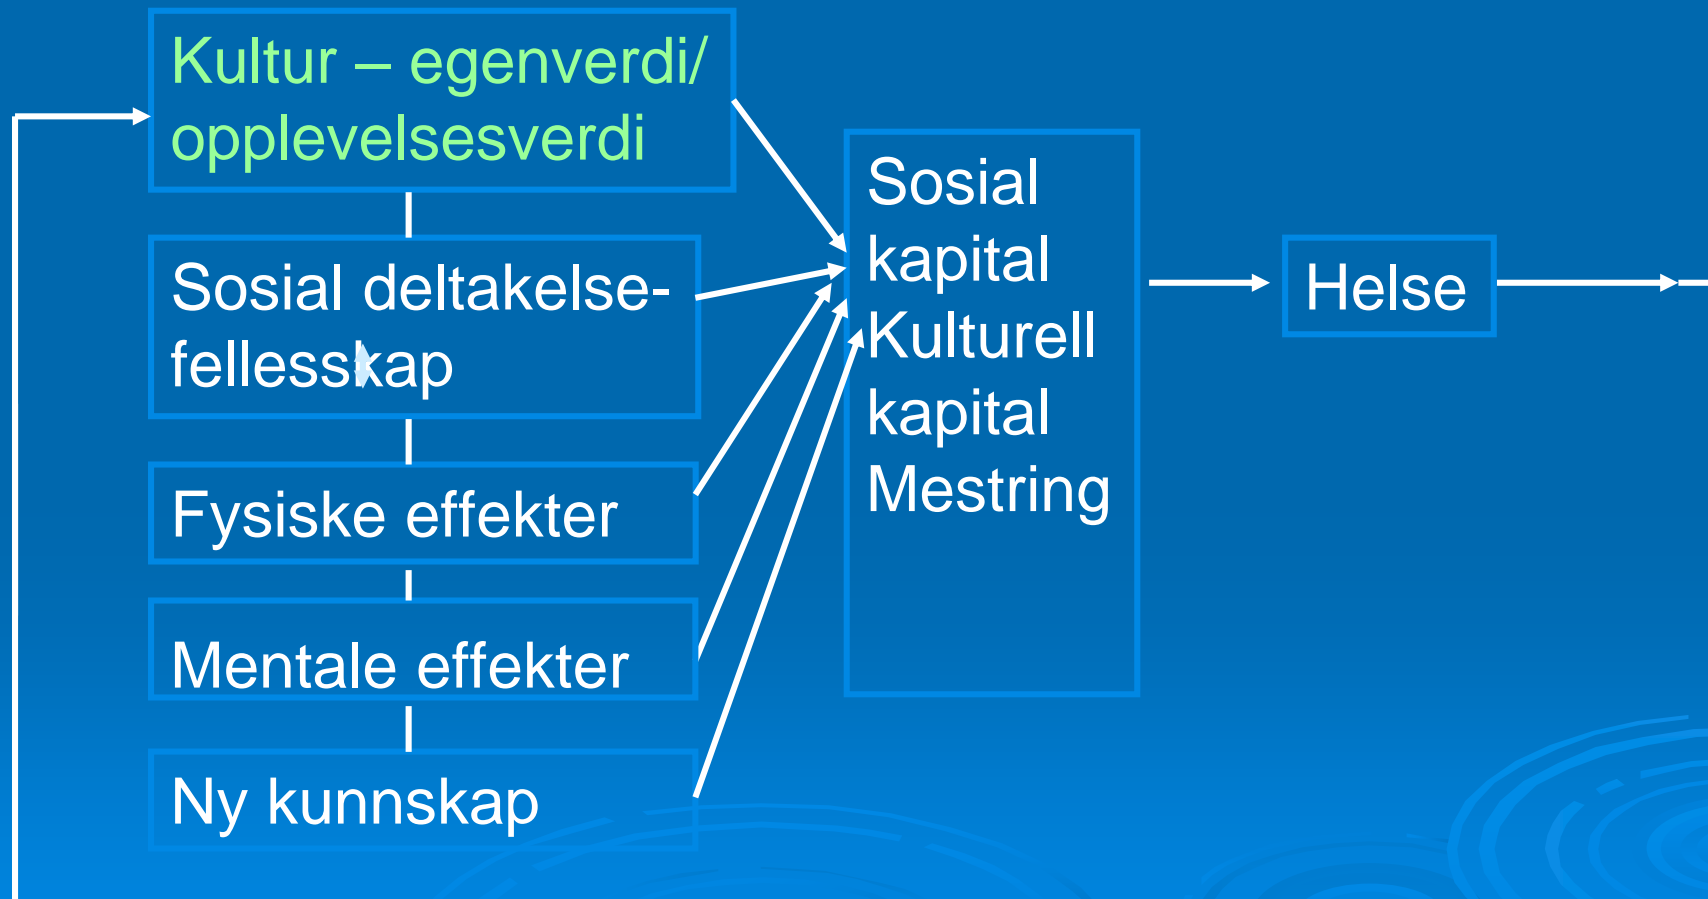 Kultur – egenverdi/
opplevelsesverdi
Sosial deltakelse-
fellesskap
Fysiske effekter
Mentale effekter
Ny kunnskap
Sosial
kapital
Kulturell
kapital
Mestring
Helse